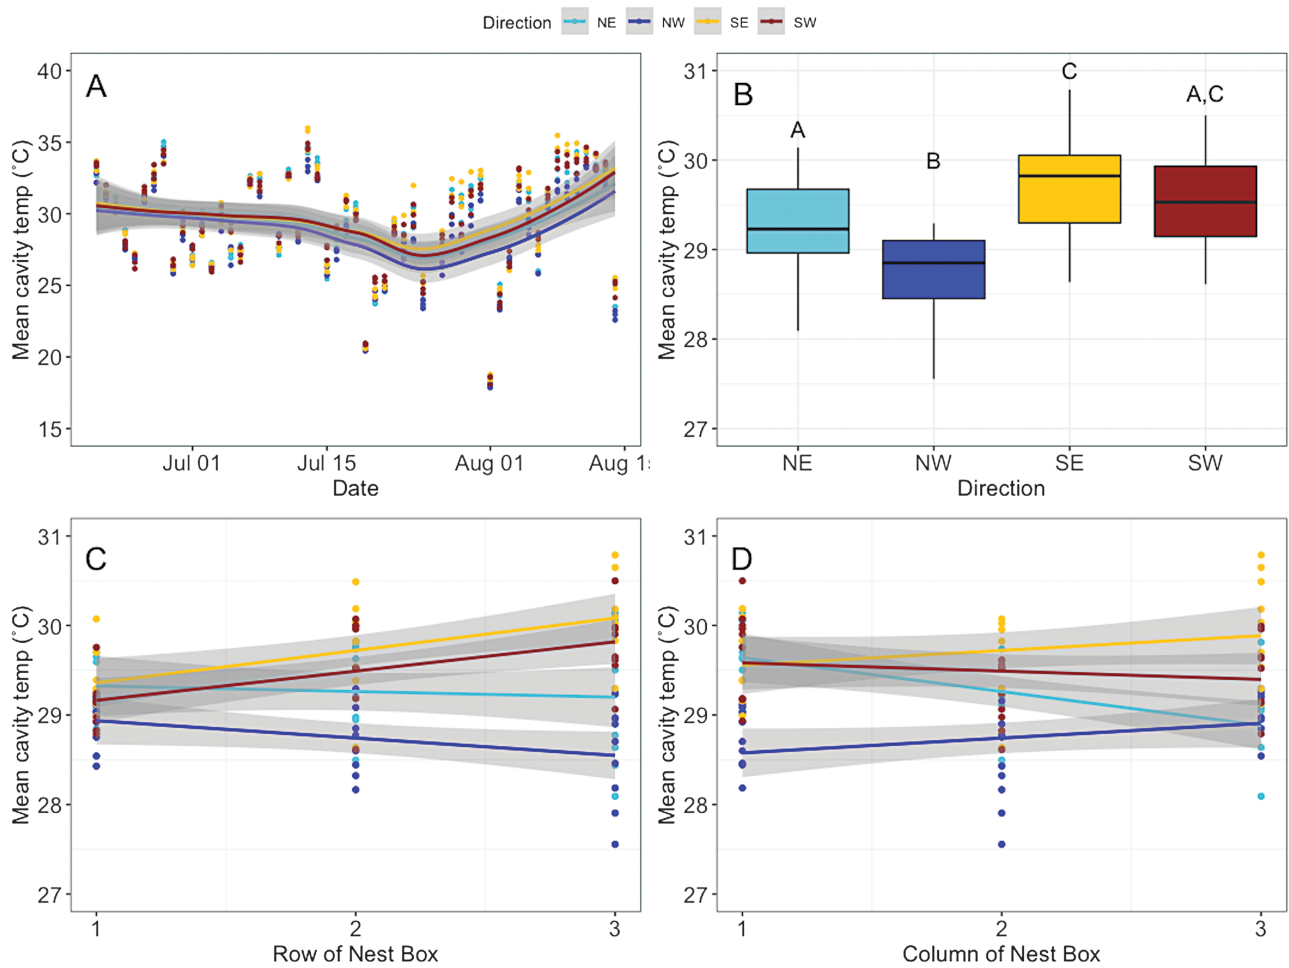 Direction NE NW SE SW
A
Mean cavity temp (˚C)
40
35
30
25
20
15
Jul 01 Jul 15 Aug 01 Aug 1
Date
B
Mean cavity temp (˚C)
31
30
29
28
27
A
B
C
A,C
NE NW SE SW
Direction
C
Mean cavity temp (˚C)
31
30
29
28
27
1 2 3
Row of Nest Box
D
Mean cavity temp (˚C)
31
30
29
28
27
1 2 3
Column of Nest Box